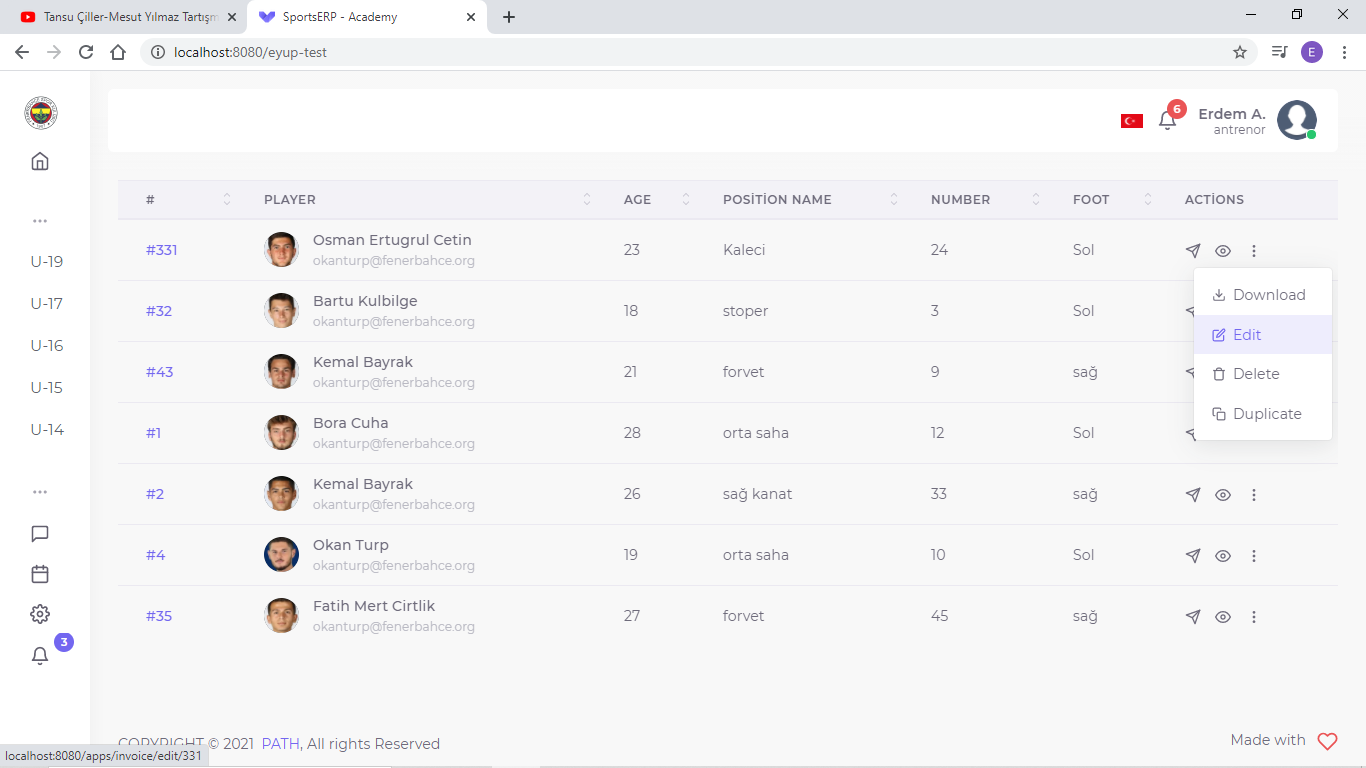 Tansu Çiller-Mesut Yılmaz Tartışm
SportsERP - Academy
localhost:8080/eyup-test
E
6
Erdem A.
antrenor
...
U-19
U-17
U-16
U-15
U-14
...
3
# PLAYER AGE POSİTİON NAME NUMBER FOOT ACTİONS
#331 Osman Ertugrul Cetin 23 Kaleci 24 Sol
okanturp@fenerbahce.org
#32 Bartu Kulbilge 18 stoper 3 Sol
okanturp@fenerbahce.org
#43 Kemal Bayrak 21 forvet 9 sağ
okanturp@fenerbahce.org
#1 Bora Cuha 28 orta saha 12 Sol
okanturp@fenerbahce.org
#2 Kemal Bayrak 26 sağ kanat 33 sağ
okanturp@fenerbahce.org
#4 Okan Turp 19 orta saha 10 Sol
okanturp@fenerbahce.org
#35 Fatih Mert Cirtlik 27 forvet 45 sağ
okanturp@fenerbahce.org
Download
Edit
Delete
Duplicate
COPYRIGHT © 2021 PATH, All rights Reserved
Made with
localhost:8080/apps/invoice/edit/331